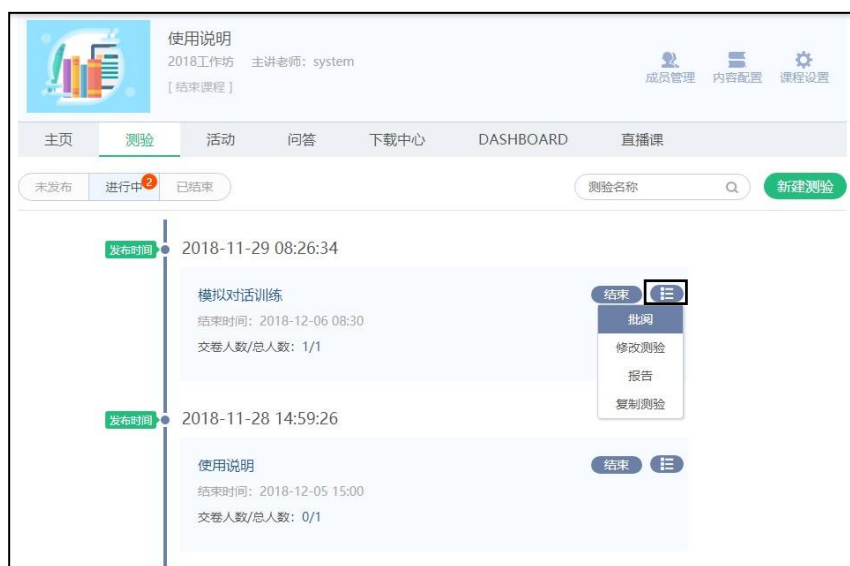 使用说明
2018工作坊 主讲老师：system
[ 结束课程 ]
成员管理 内容配置 课程设置
主页 测验 活动 问答 下载中心 DASHBOARD 直播课
未发布 进行中 2 已结束 测验名称 新建测验
发布时间 2018-11-29 08:26:34
模拟对话训练 结束
结束时间：2018-12-06 08:30
交卷人数/总人数：1/1
批阅
修改测验
报告
复制测验
发布时间 2018-11-28 14:59:26
使用说明 结束
结束时间：2018-12-05 15:00
交卷人数/总人数：0/1